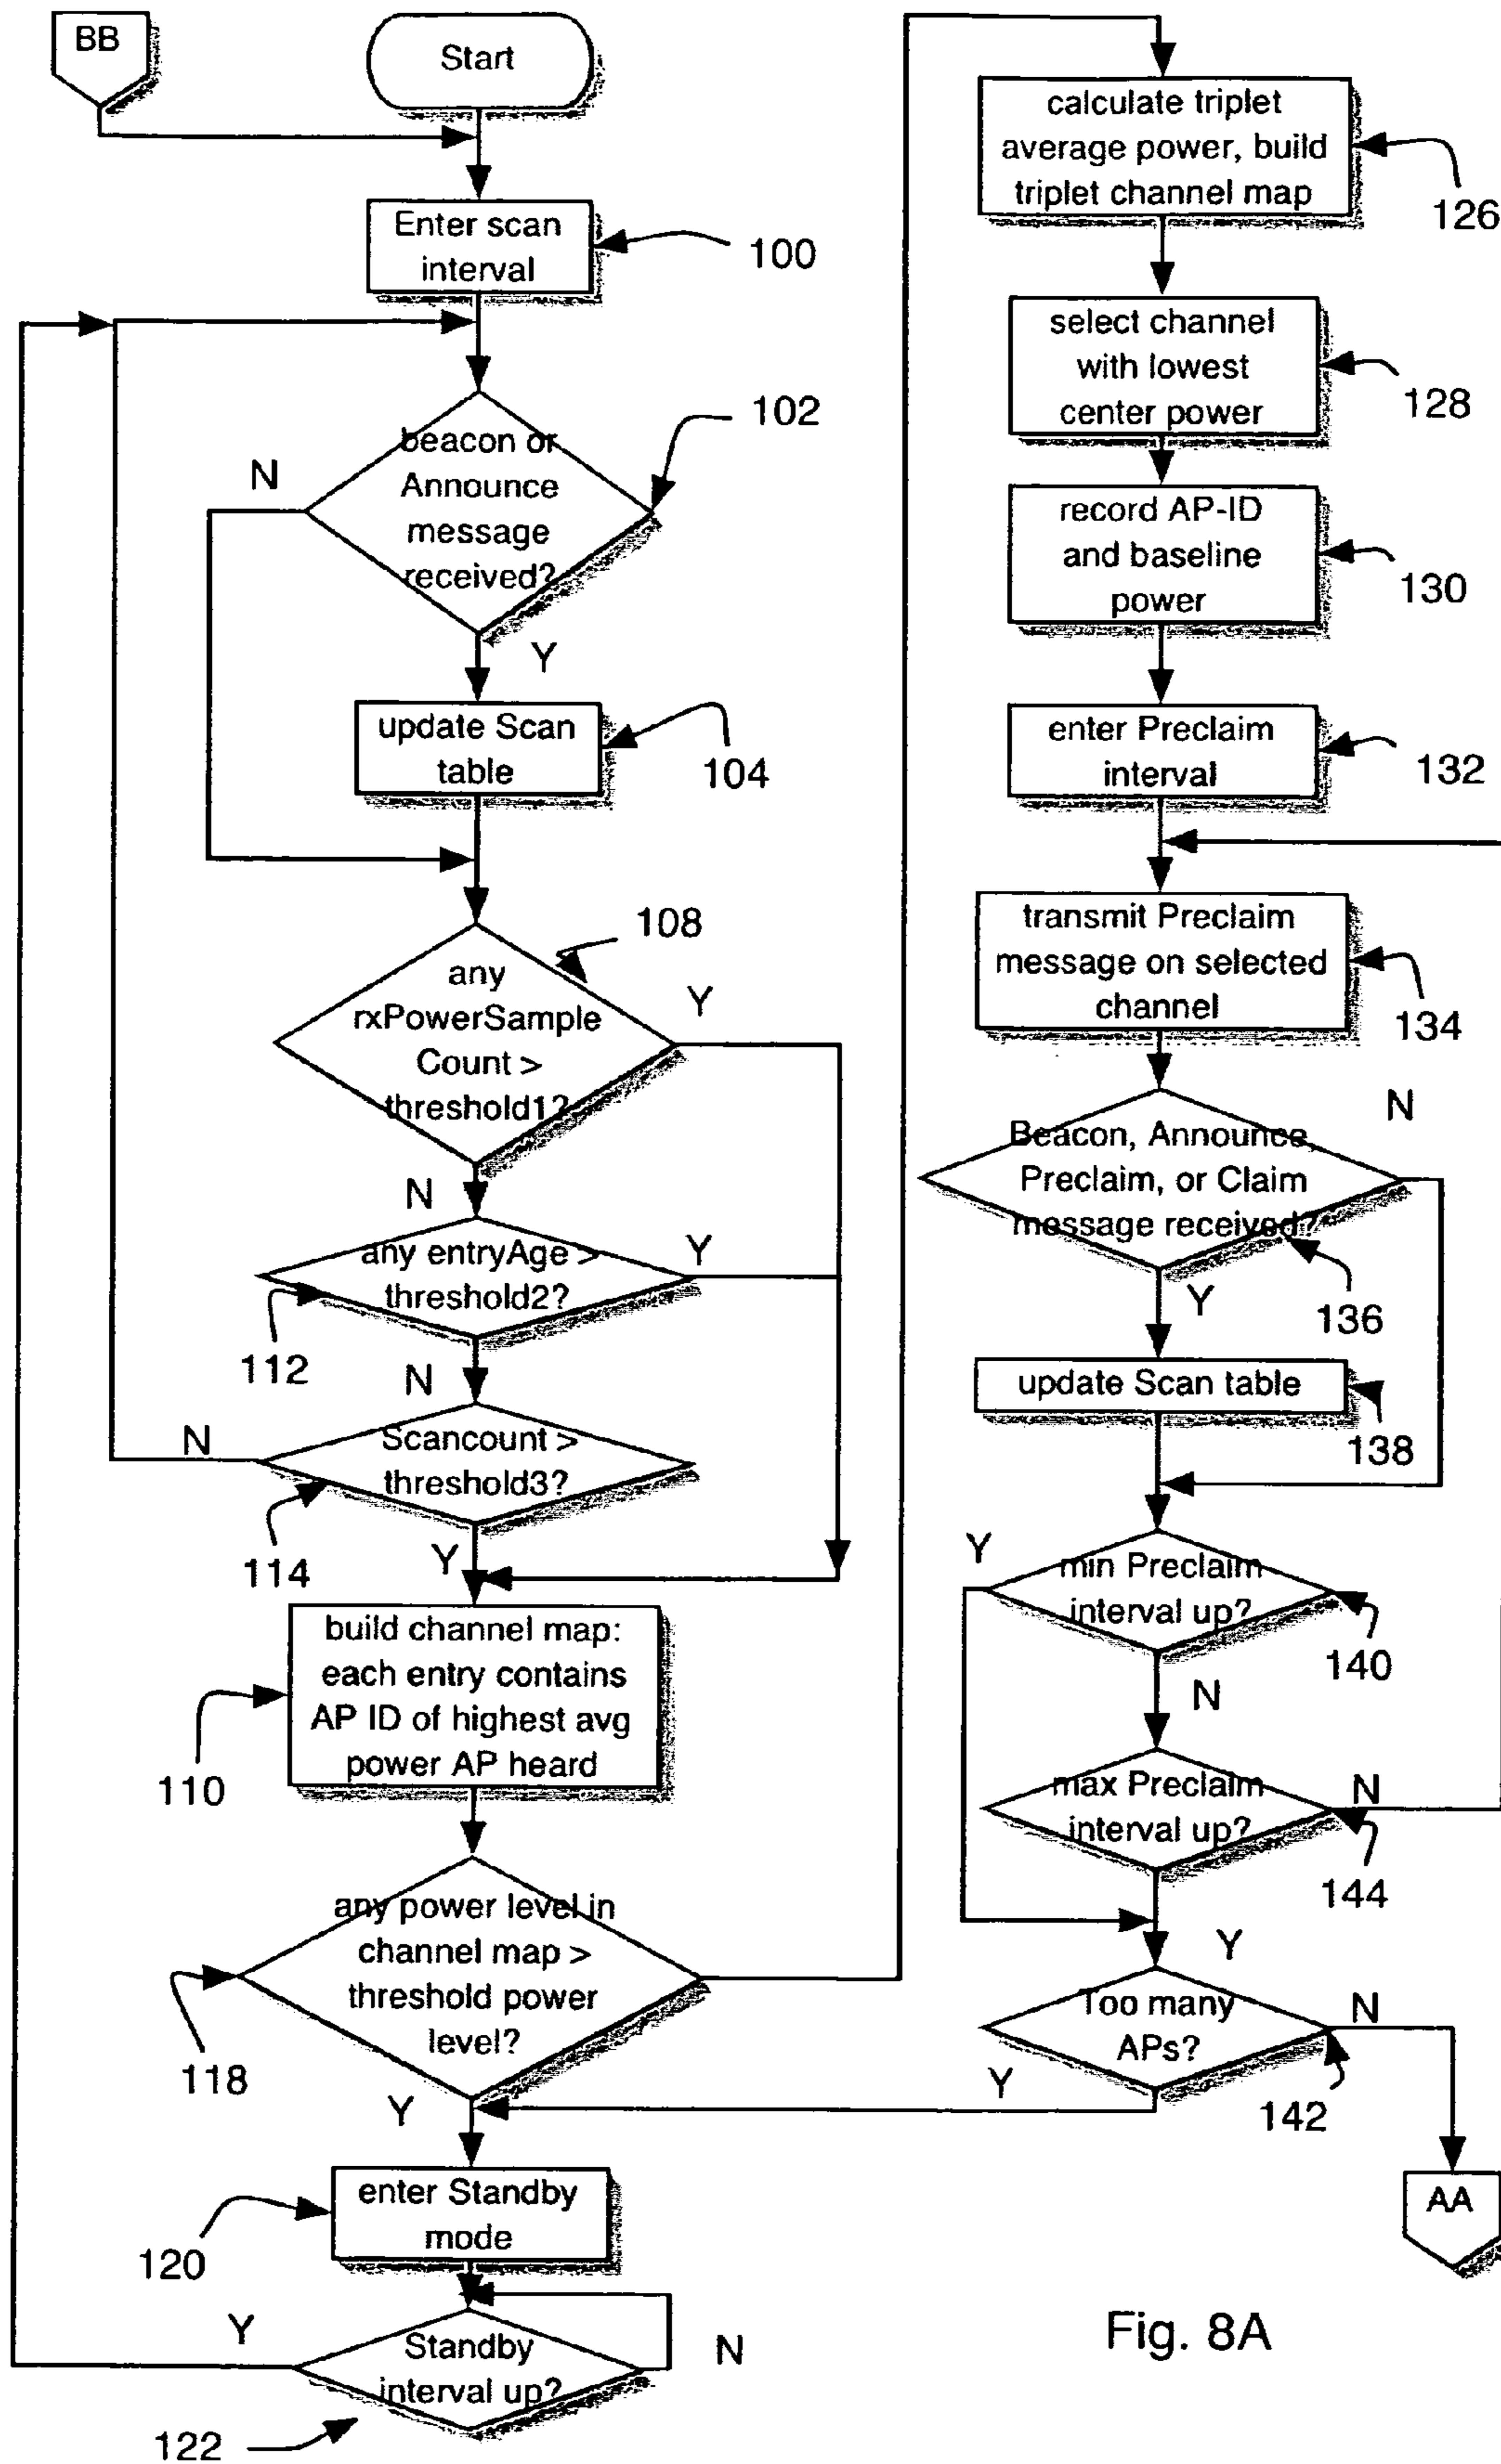 BB
Start
Enter scan
interval
100
beacon or
Announce
message
received?
102
N
Y
update Scan
table
104
any
rxPowerSample
Count >
threshold1?
108
Y
N
any entryAge >
threshold2?
Y
112
N
Scancount >
threshold3?
N
114
Y
build channel map:
each entry contains
AP ID of highest avg
power AP heard
110
any power level in
channel map >
threshold power
level?
118
Y
enter Standby
mode
120
Standby
interval up?
Y
N
122
calculate triplet
average power, build
triplet channel map
126
select channel
with lowest
center power
128
record AP-ID
and baseline
power
130
enter Preclaim
interval
132
transmit Preclaim
message on selected
channel
134
Beacon, Announce,
Preclaim, or Claim
message received?
N
136
Y
update Scan table
138
min Preclaim
interval up?
Y
140
N
max Preclaim
interval up?
N
144
Y
Too many
APs?
N
Y
142
AA
Fig. 8A